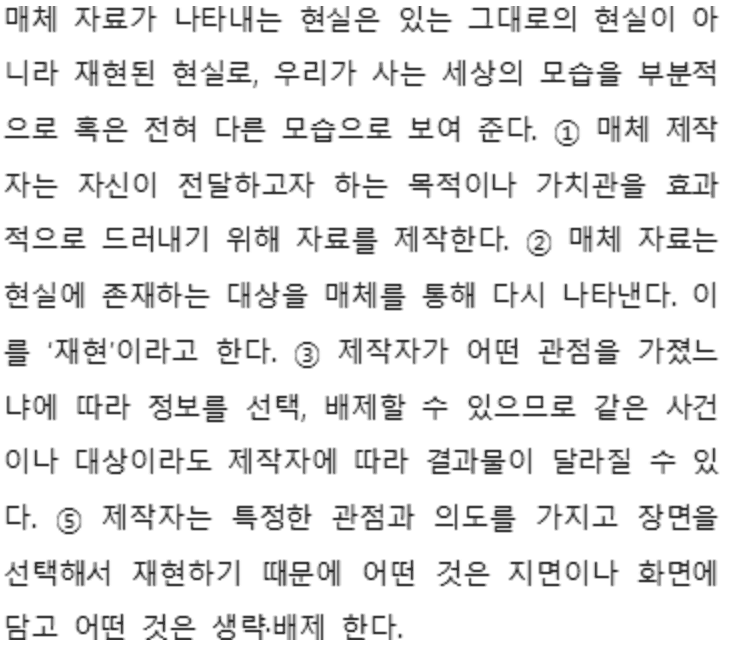 매체 자료가 나타내는 현실은 있는 그대로의 현실이 아
니라 재현된 현실로, 우리가 사는 세상의 모습을 부분적
으로 혹은 전혀 다른 모습으로 보여 준다. ① 매체 제작
자는 자신이 전달하고자 하는 목적이나 가치관을 효과
적으로 드러내기 위해 자료를 제작한다. ② 매체 자료는
현실에 존재하는 대상을 매체를 통해 다시 나타낸다. 이
를 ‘재현’이라고 한다. ③ 제작자가 어떤 관점을 가졌느
냐에 따라 정보를 선택, 배제할 수 있으므로 같은 사건
이나 대상이라도 제작자에 따라 결과물이 달라질 수 있
다. ⑤ 제작자는 특정한 관점과 의도를 가지고 장면을
선택해서 재현하기 때문에 어떤 것은 지면이나 화면에
담고 어떤 것은 생략·배제 한다.